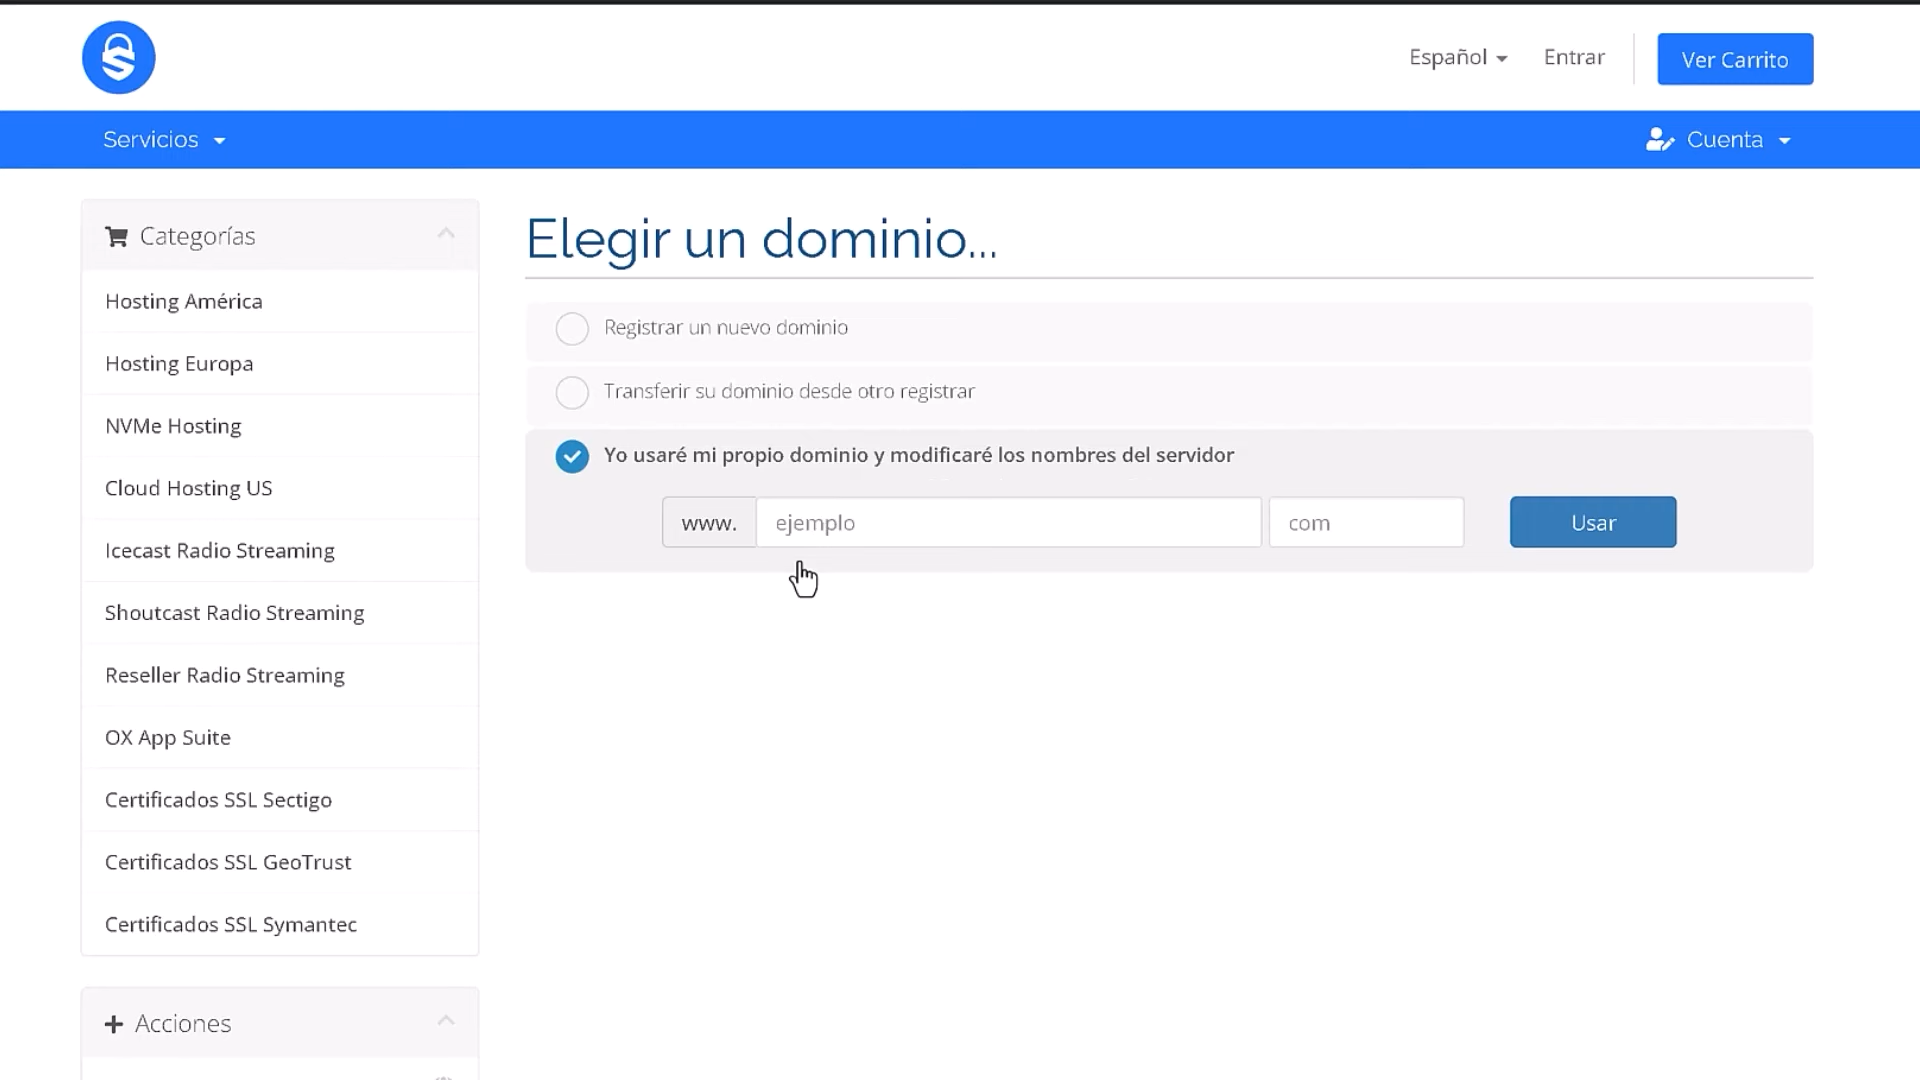 Español
Entrar
Ver Carrito
Servicios
Cuenta
Categorías
Hosting América
Hosting Europa
NVMe Hosting
Cloud Hosting US
Icecast Radio Streaming
Shoutcast Radio Streaming
Reseller Radio Streaming
OX App Suite
Certificados SSL Sectigo
Certificados SSL GeoTrust
Certificados SSL Symantec
Acciones
Elegir un dominio...
Registrar un nuevo dominio
Transferir su dominio desde otro registrar
Yo usaré mi propio dominio y modificaré los nombres del servidor
www. ejemplo com Usar